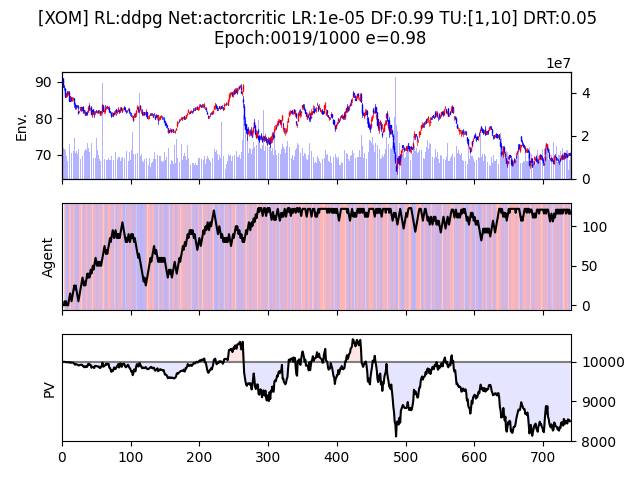 [XOM] RL:ddpg Net:actorcritic LR:1e-05 DF:0.99 TU:[1,10] DRT:0.05
Epoch:0019/1000 e=0.98
1e7
90
80
70
Env.
4
2
0
Agent
100
50
0
PV
10000
9000
8000
0 100 200 300 400 500 600 700